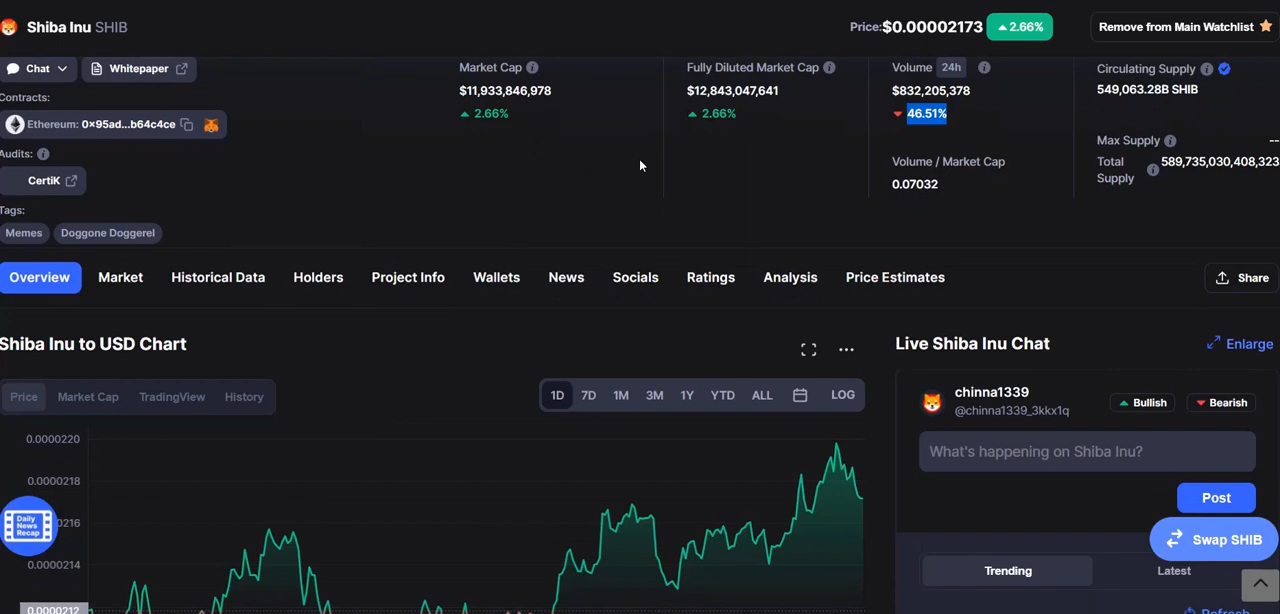 Shiba Inu SHIB
Price:$0.00002173 2.66%
Remove from Main Watchlist
Chat
Whitepaper
Contracts:
Ethereum: 0×95ad...b64c4ce
Audits:
CertiK
Tags:
Memes
Doggone Doggerel
Market Cap
$11,933,846,978
2.66%
Fully Diluted Market Cap
$12,843,047,641
2.66%
Volume 24h
$832,205,378
46.51%
Volume / Market Cap
0.07032
Circulating Supply
549,063.28B SHIB
Max Supply --
Total Supply 589,735,030,408,323
Overview
Market
Historical Data
Holders
Project Info
Wallets
News
Socials
Ratings
Analysis
Price Estimates
Share
Shiba Inu to USD Chart
Price
Market Cap
TradingView
History
1D
7D
1M
3M
1Y
YTD
ALL
LOG
0.0000220
0.0000218
0.0000216
0.0000214
0.0000212
Daily
News
Recap
Live Shiba Inu Chat
Enlarge
chinna1339
@chinna1339_3kkx1q
Bullish
Bearish
What's happening on Shiba Inu?
Post
Swap SHIB
Trending
Latest
Refresh